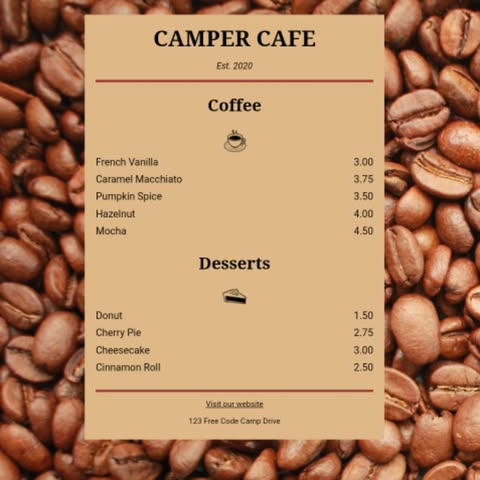 CAMPER CAFE
Est. 2020
Coffee
French Vanilla 3.00
Caramel Macchiato 3.75
Pumpkin Spice 3.50
Hazelnut 4.00
Mocha 4.50
Desserts
Donut 1.50
Cherry Pie 2.75
Cheesecake 3.00
Cinnamon Roll 2.50
Visit our website
123 Free Code Camp Drive